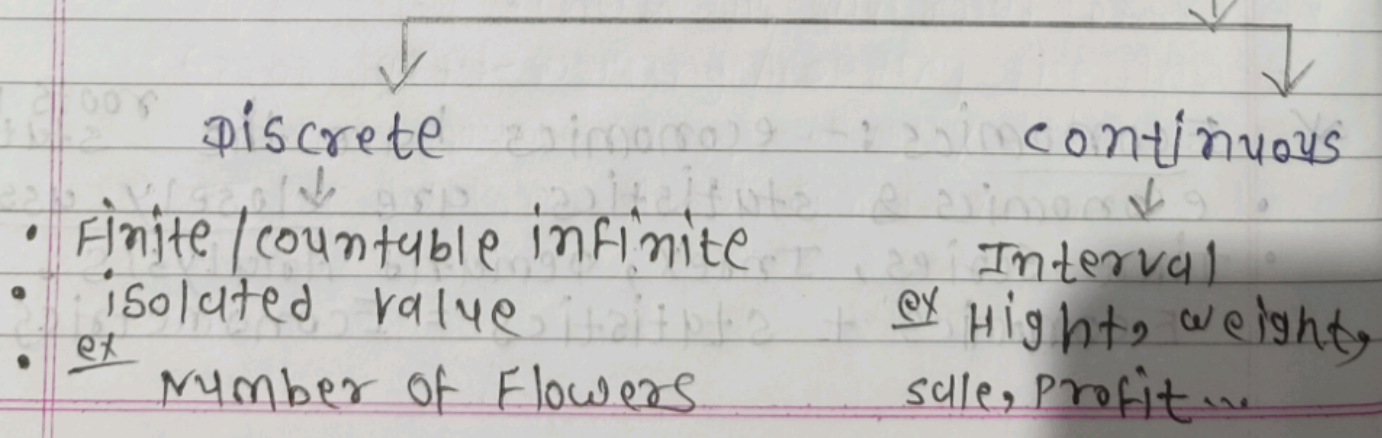 Discrete
continuous
• Finite / countable infinite
Interval
• isolated value
ex Hight, weight,
• ex
Number of Flowers
sale, Profit...